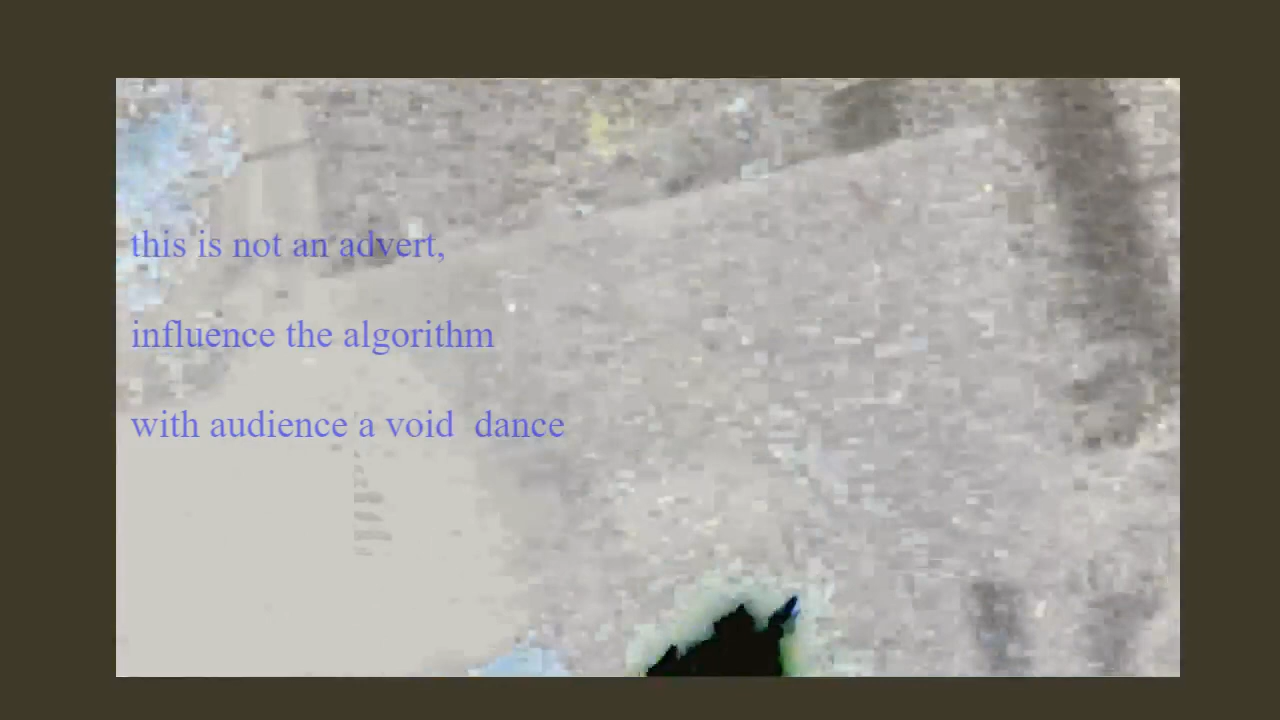 this is not an advert,
influence the algorithm
with audience a void  dance